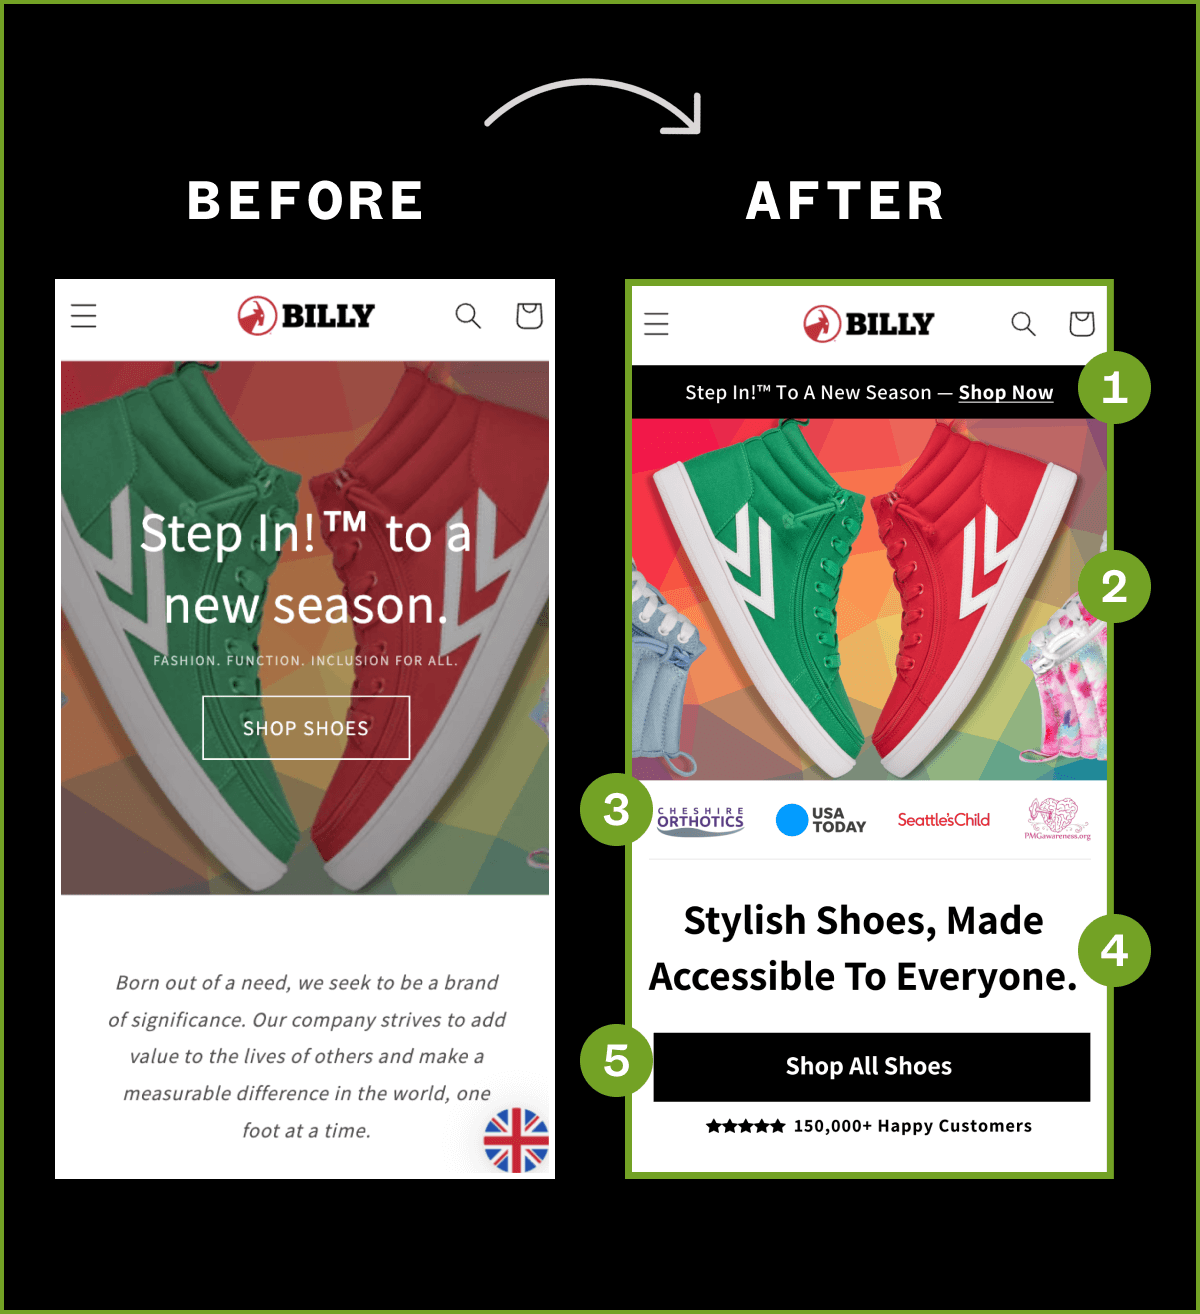 BEFORE
AFTER
BILLY
Step In!™ to a
new season.
FASHION. FUNCTION. INCLUSION FOR ALL.
SHOP SHOES
Born out of a need, we seek to be a brand
of significance. Our company strives to add
value to the lives of others and make a
measurable difference in the world, one
foot at a time.
BILLY
Step In!™ To A New Season — Shop Now
1
2
3
CHESHIRE
ORTHOTICS
USA
TODAY
Seattle'sChild
PMGawareness.org
Stylish Shoes, Made
Accessible To Everyone.
4
5
Shop All Shoes
150,000+ Happy Customers